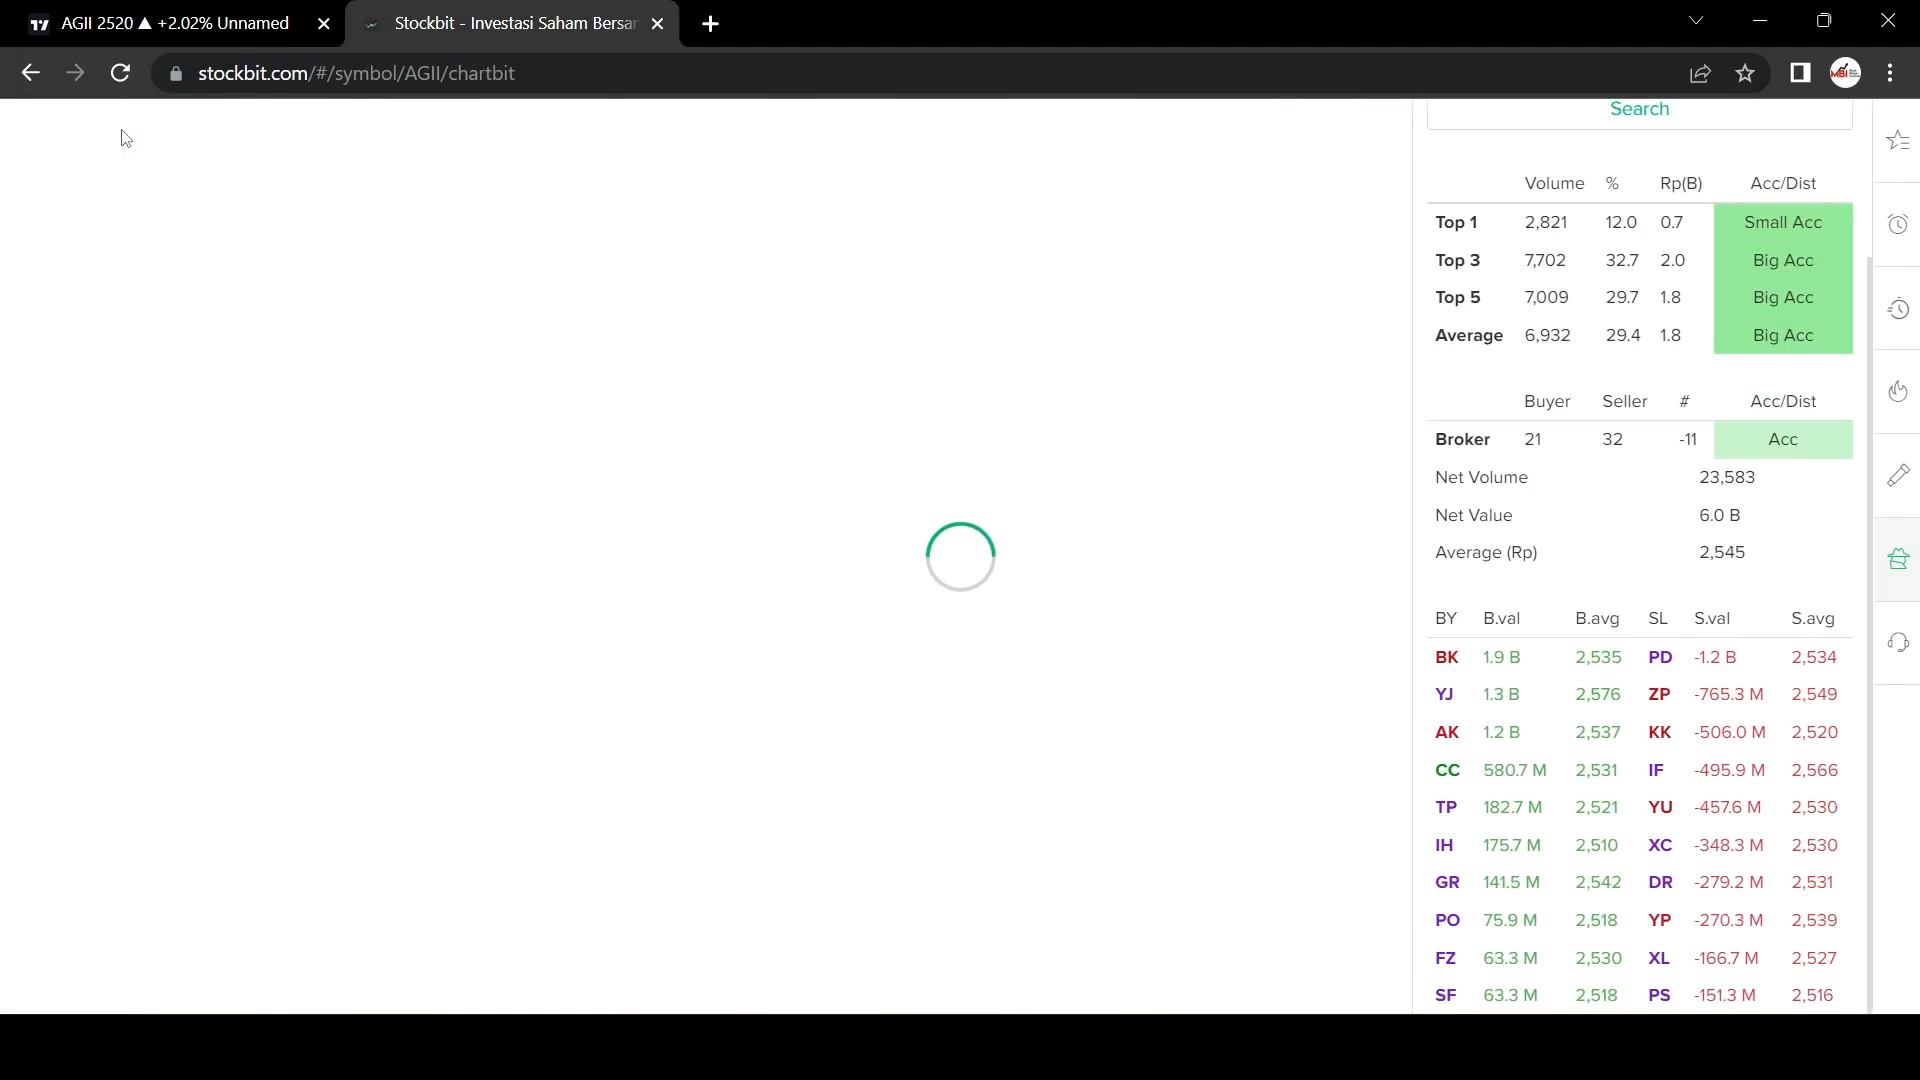 AGII 2520 ▲ +2.02% Unnamed
Stockbit - Investasi Saham Bersa
stockbit.com/#/symbol/AGII/chartbit
MBI
Search
Volume % Rp(B) Acc/Dist
Top 1 2,821 12.0 0.7 Small Acc
Top 3 7,702 32.7 2.0 Big Acc
Top 5 7,009 29.7 1.8 Big Acc
Average 6,932 29.4 1.8 Big Acc
Buyer Seller # Acc/Dist
Broker 21 32 -11 Acc
Net Volume 23,583
Net Value 6.0 B
Average (Rp) 2,545
BY B.val B.avg SL S.val S.avg
BK 1.9 B 2,535 PD -1.2 B 2,534
YJ 1.3 B 2,576 ZP -765.3 M 2,549
AK 1.2 B 2,537 KK -506.0 M 2,520
CC 580.7 M 2,531 IF -495.9 M 2,566
TP 182.7 M 2,521 YU -457.6 M 2,530
IH 175.7 M 2,510 XC -348.3 M 2,530
GR 141.5 M 2,542 DR -279.2 M 2,531
PO 75.9 M 2,518 YP -270.3 M 2,539
FZ 63.3 M 2,530 XL -166.7 M 2,527
SF 63.3 M 2,518 PS -151.3 M 2,516